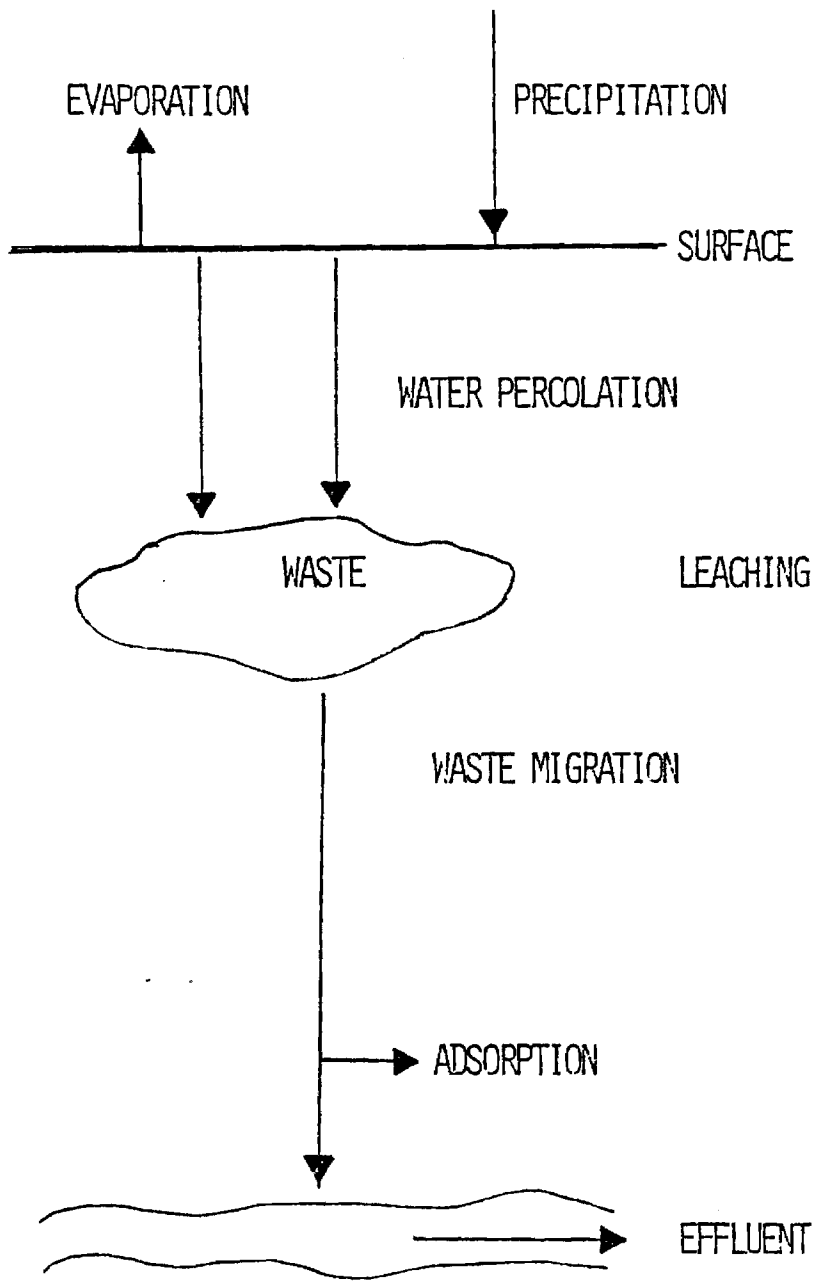 EVAPORATION
PRECIPITATION
SURFACE
WATER PERCOLATION
WASTE
LEACHING
WASTE MIGRATION
ADSORPTION
EFFLUENT